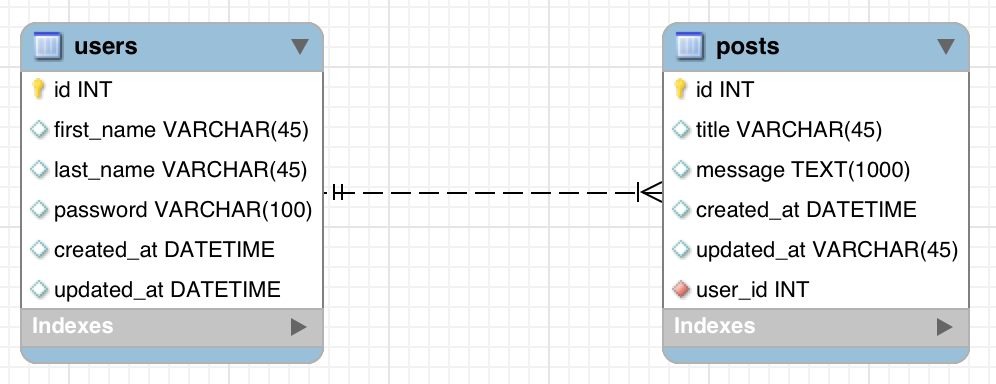 users
id INT
first_name VARCHAR(45)
last_name VARCHAR(45)
password VARCHAR(100)
created_at DATETIME
updated_at DATETIME
Indexes
posts
id INT
title VARCHAR(45)
message TEXT(1000)
created_at DATETIME
updated_at VARCHAR(45)
user_id INT
Indexes